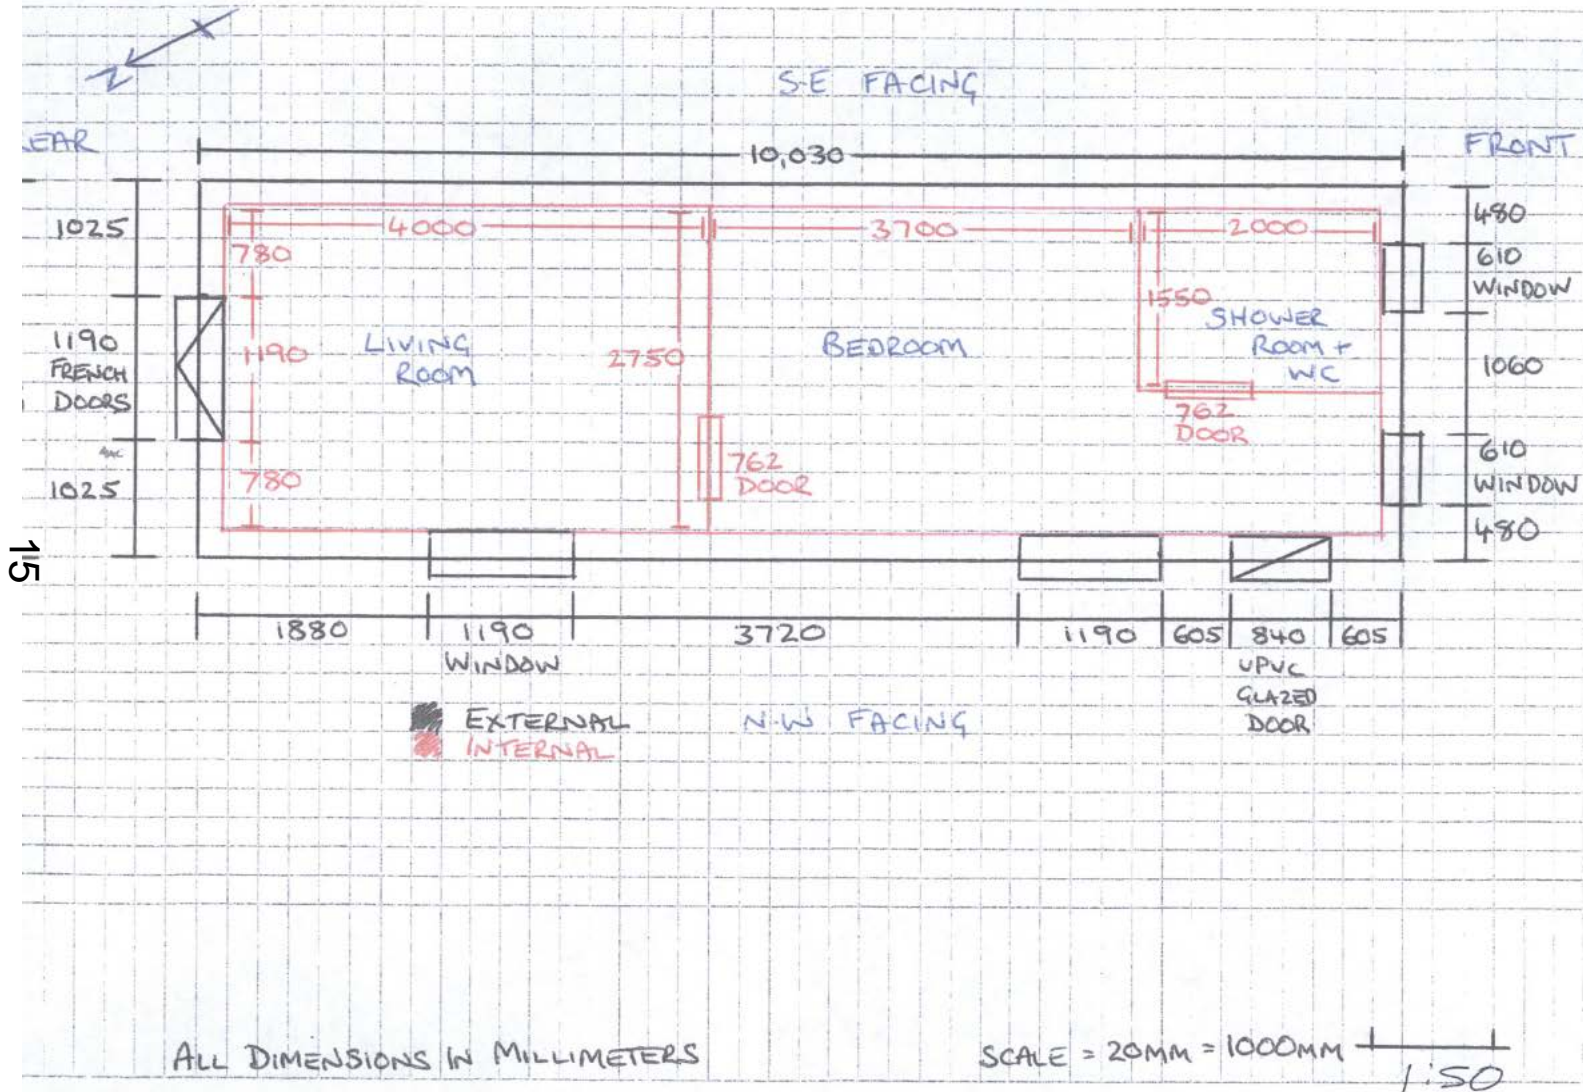 N
S-E FACING
EAR
10,030
FRONT
1025
4000
3700
2000
480
780
610
WINDOW
1550
SHOWER
ROOM +
WC
1190
FRENCH
DOORS
1190
LIVING
ROOM
2750
BEDROOM
1060
762
DOOR
762
DOOR
610
WINDOW
1025
780
480
15
1880
1190
WINDOW
3720
1190
605
840
605
UPVC
GLAZED
DOOR
EXTERNAL
INTERNAL
N-W FACING
ALL DIMENSIONS IN MILLIMETERS
SCALE = 20MM = 1000MM
1:50